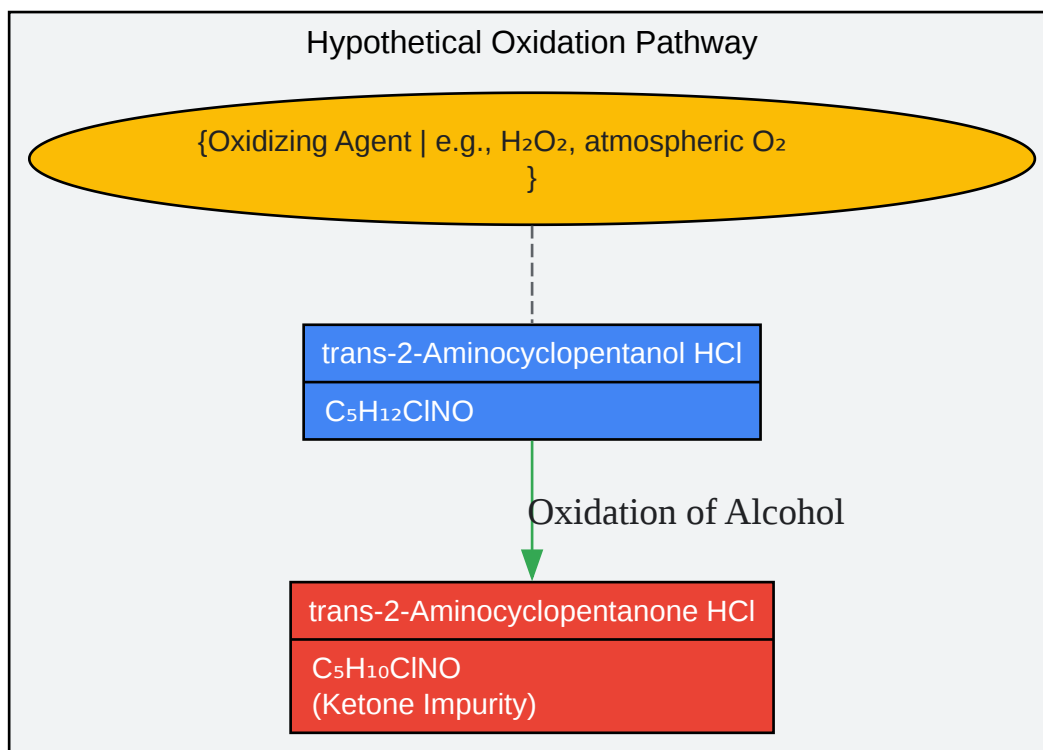 Hypothetical Oxidation Pathway
{Oxidizing Agent | e.g., H₂O₂, atmospheric O₂
}
trans-2-Aminocyclopentanol HCl
C₅H₁₂ClNO
Oxidation of Alcohol
trans-2-Aminocyclopentanone HCl
C₅H₁₀ClNO
(Ketone Impurity)